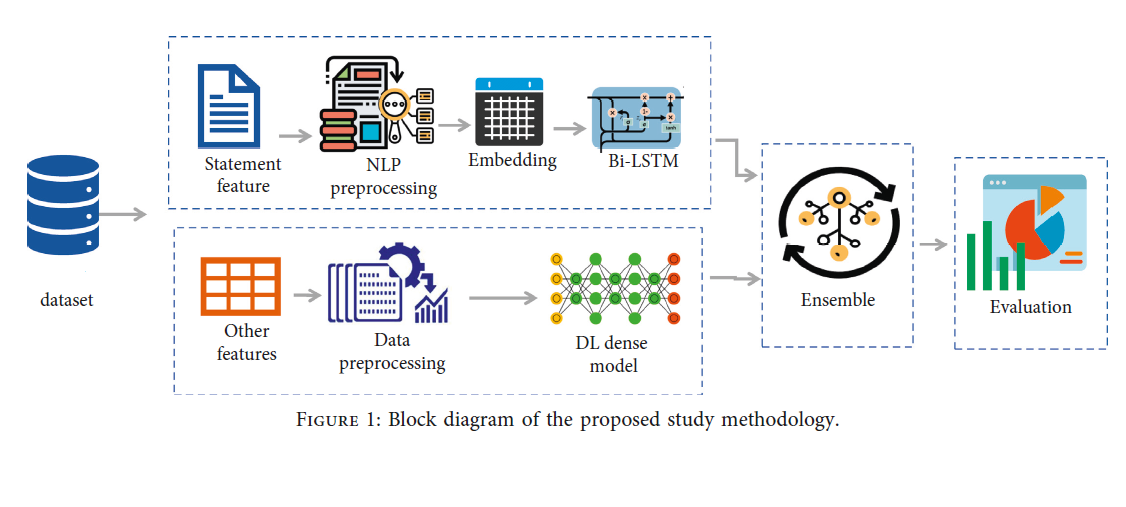 dataset
Statement
feature
NLP
preprocessing
Embedding
Bi-LSTM
Other
features
Data
preprocessing
DL dense
model
Ensemble
Evaluation
FIGURE 1: Block diagram of the proposed study methodology.